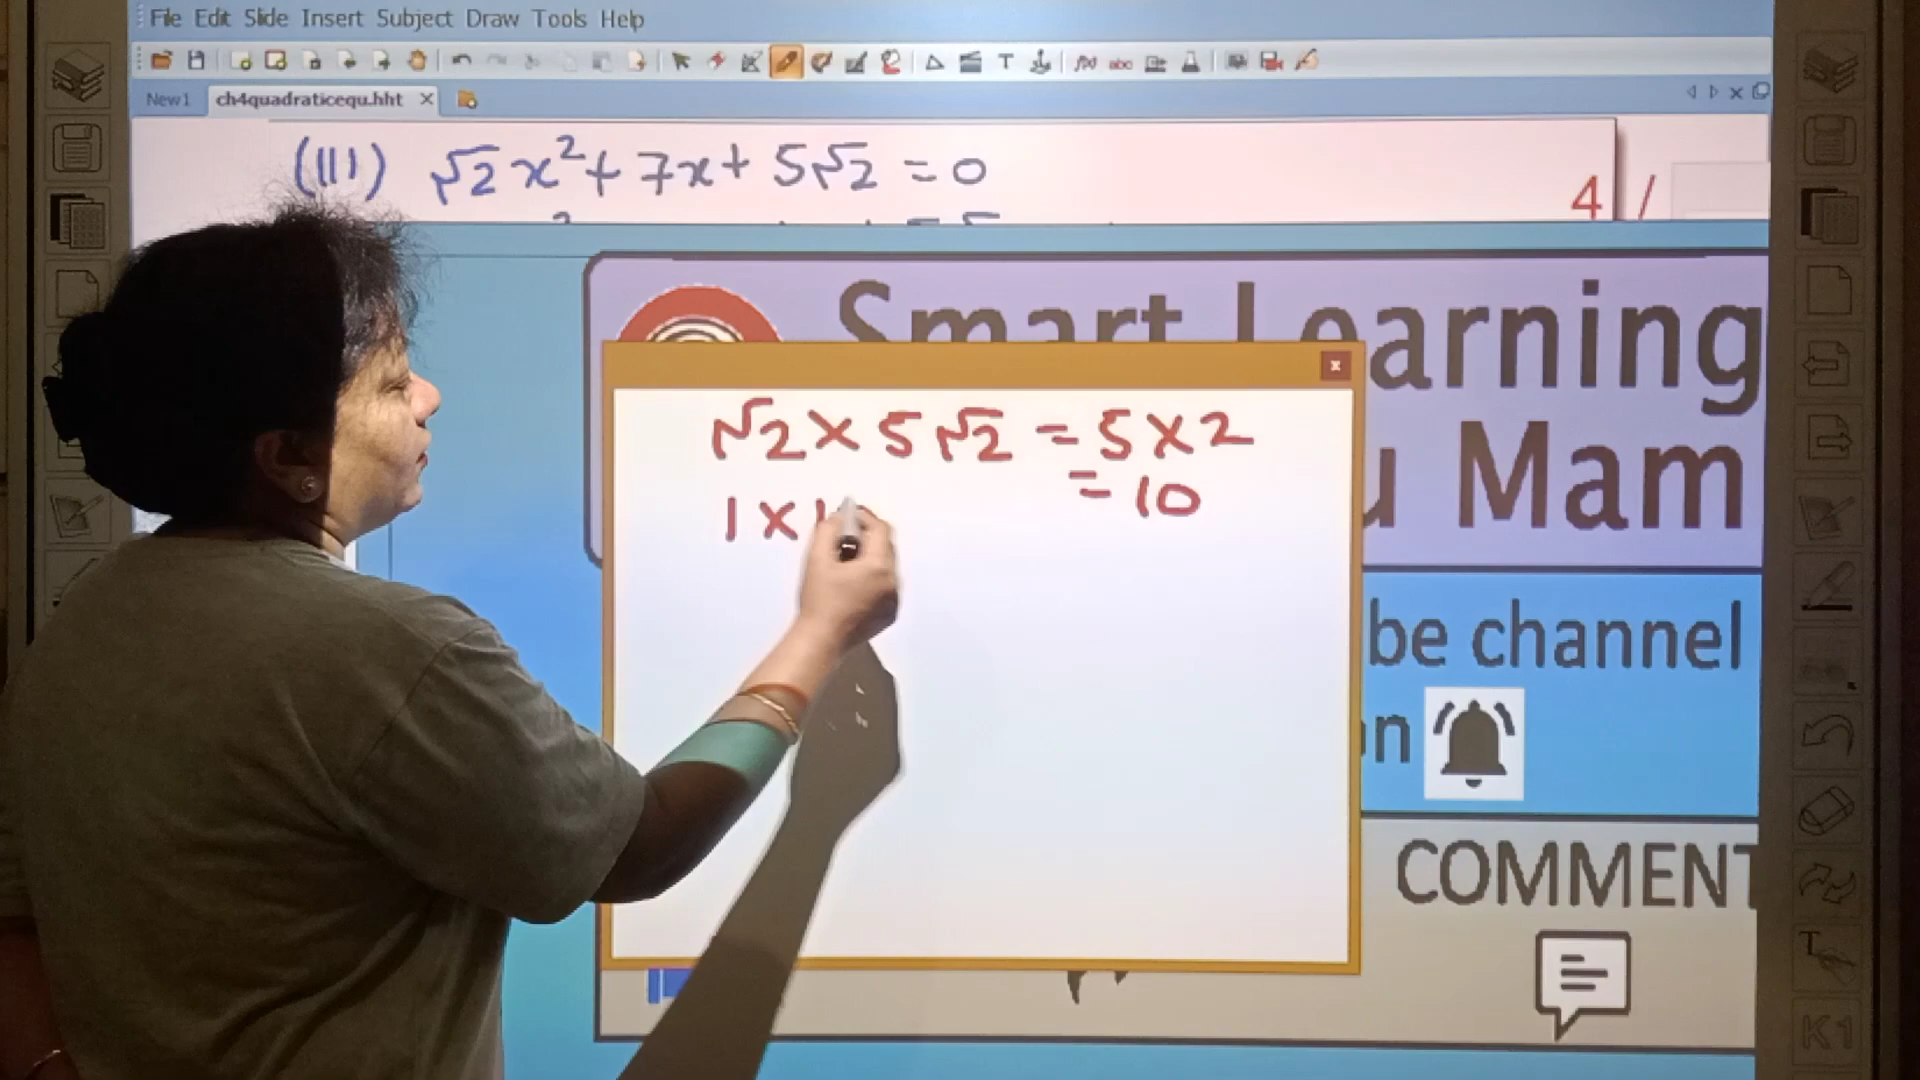 File Edit Slide Insert Subject Draw Tools Help
New1 ch4quadraticequ.hht
(III) √2x²+7x+5√2=0
4 /
Smart Learning
Mam
√2×5√2=5×2
=10
1×1
be channel
COMMENT
K1